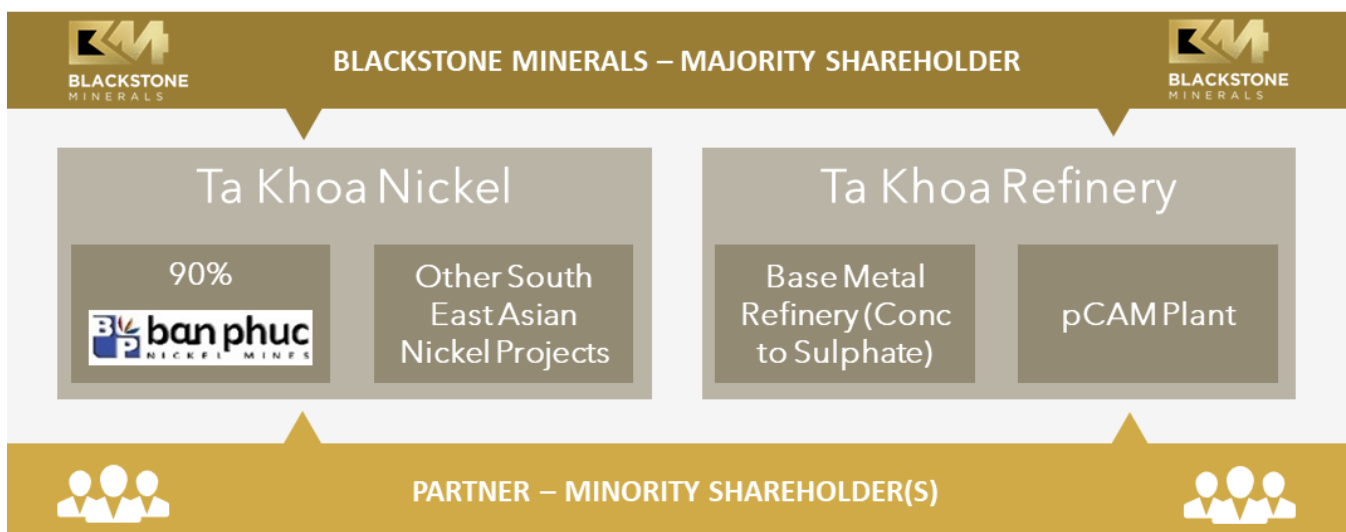 BLACKSTONE
MINERALS
BLACKSTONE MINERALS – MAJORITY SHAREHOLDER
BLACKSTONE
MINERALS
Ta Khoa Nickel
90%
BP ban phuc
NICKEL MINES
Other South
East Asian
Nickel Projects
Ta Khoa Refinery
Base Metal
Refinery (Conc
to Sulphate)
pCAM Plant
PARTNER – MINORITY SHAREHOLDER(S)